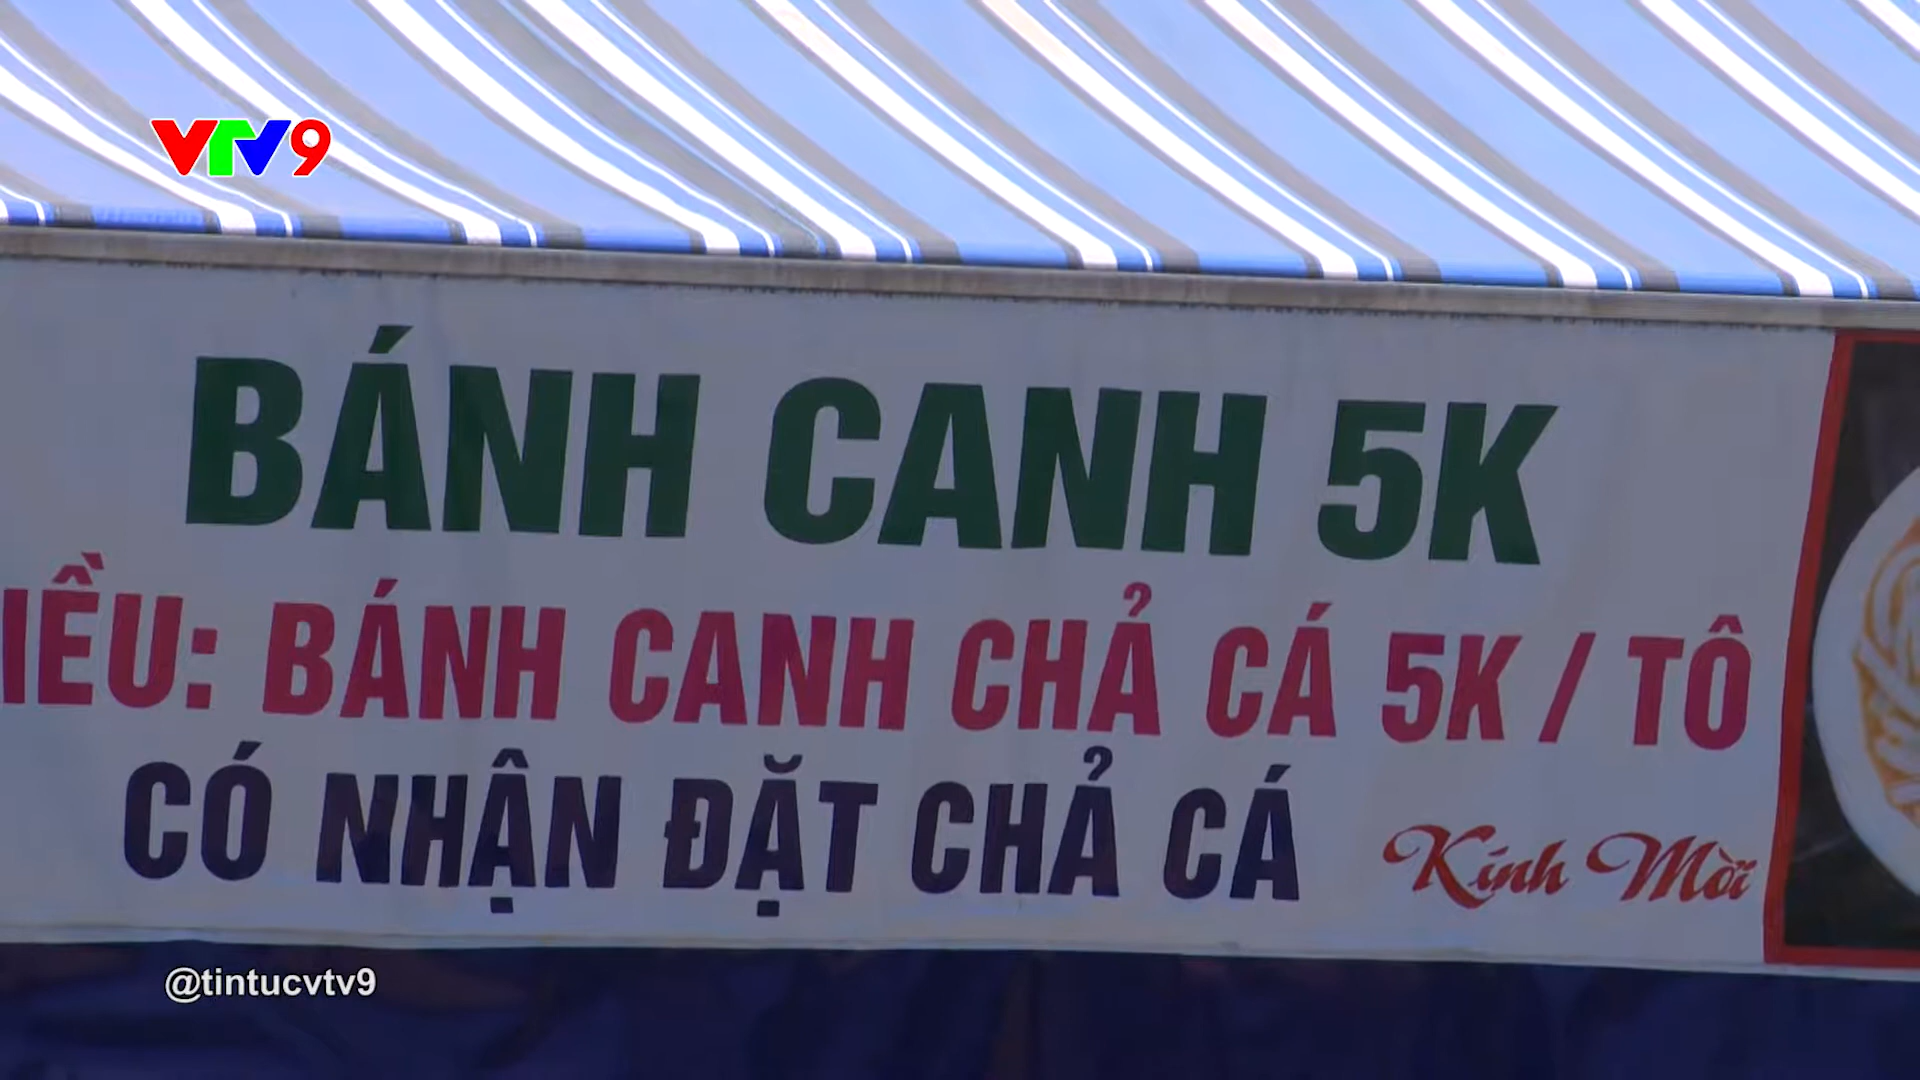 VTV9
BÁNH CANH 5K
IỀU: BÁNH CANH CHẢ CÁ 5K / TÔ
CÓ NHẬN ĐẶT CHẢ CÁ
Kính Mời
@tintucvtv9